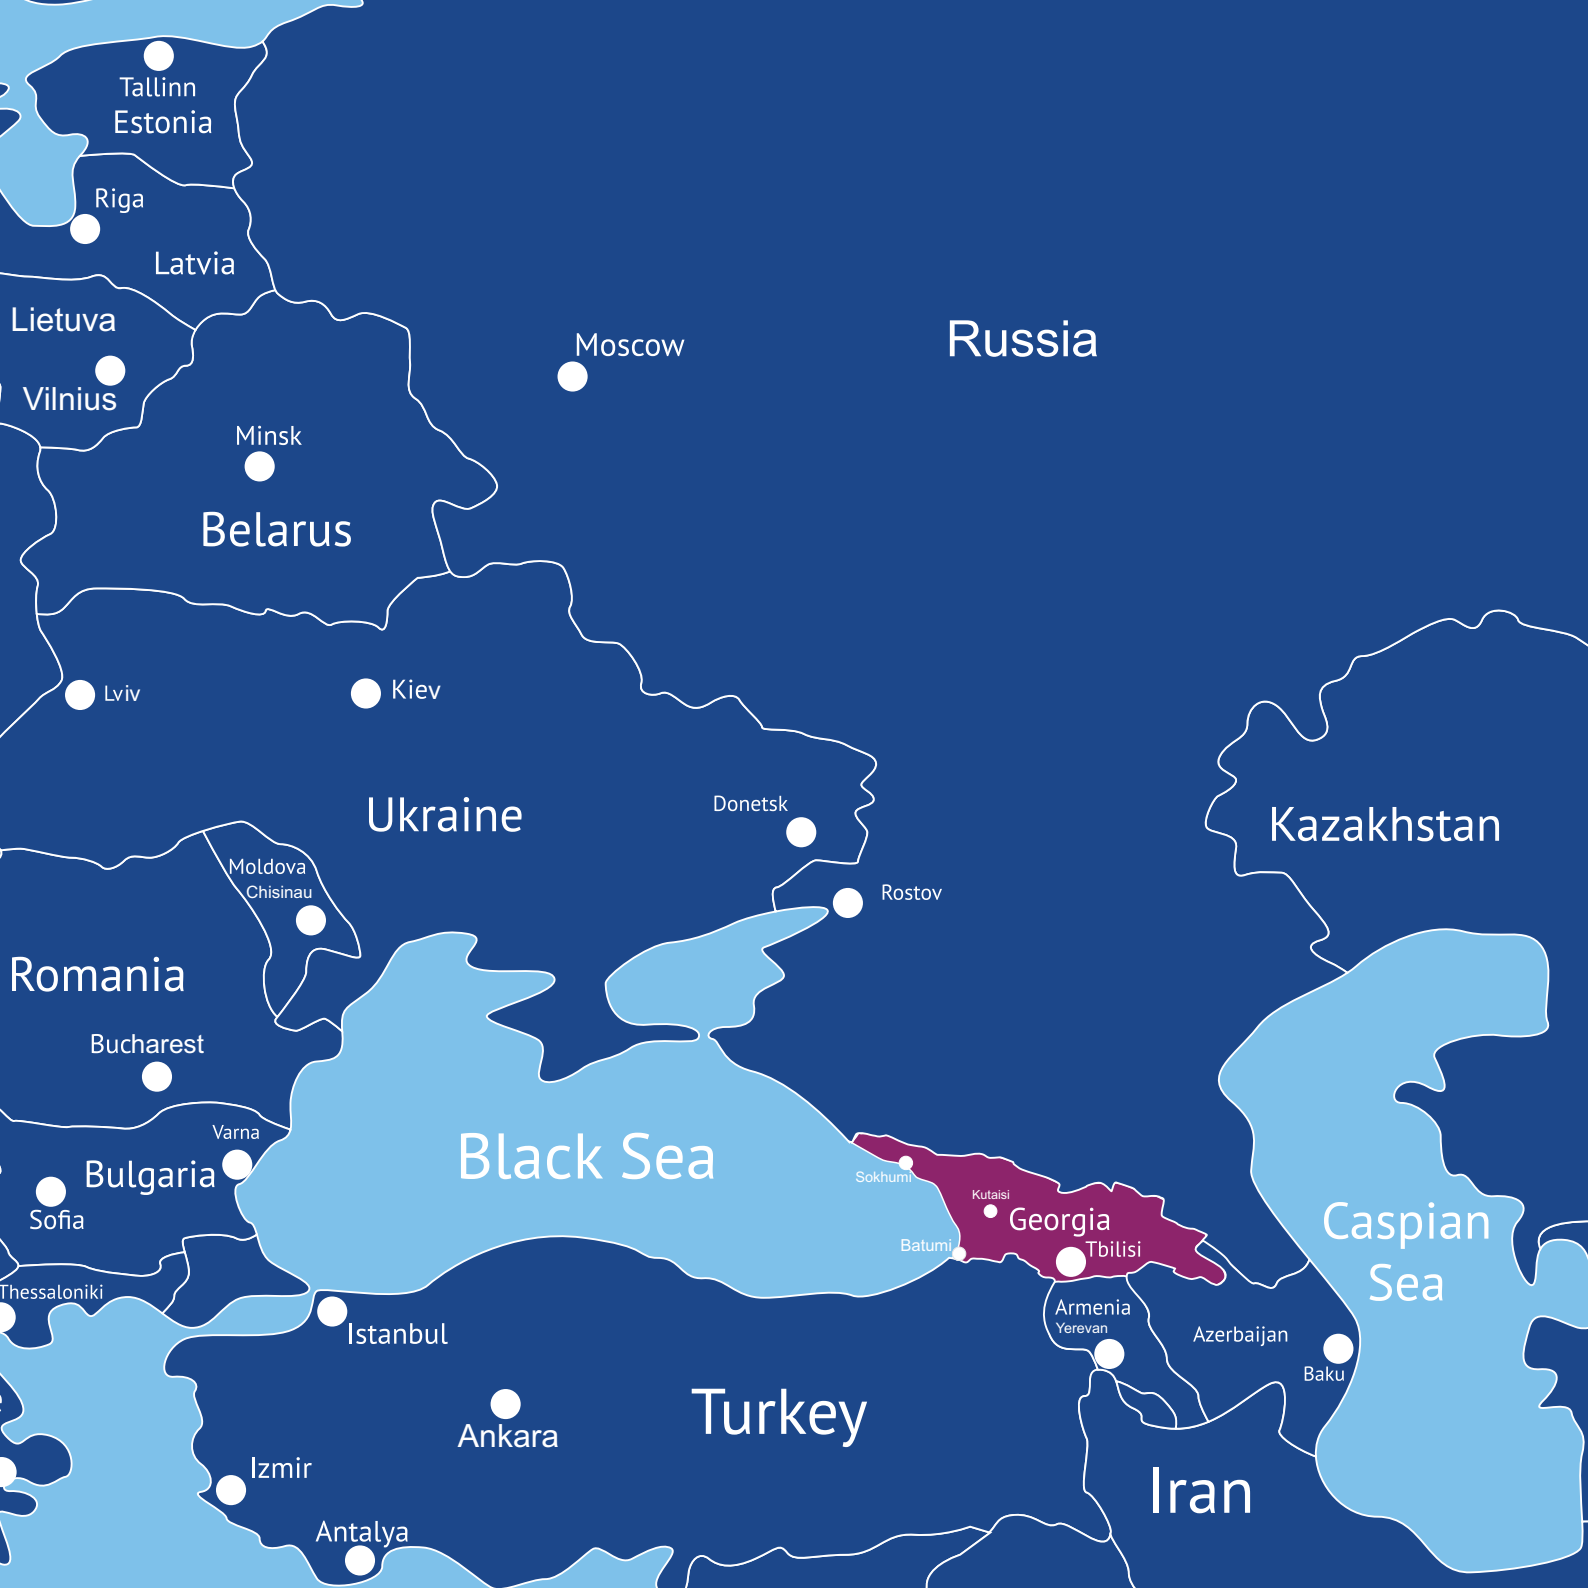 Tallinn
Estonia
Riga
Latvia
Lietuva
Vilnius
Moscow
Russia
Minsk
Belarus
Lviv
Kiev
Ukraine
Donetsk
Kazakhstan
Moldova
Chisinau
Rostov
Romania
Bucharest
Varna
Bulgaria
Sofia
Black Sea
Sokhumi
Kutaisi
Georgia
Batumi
Tbilisi
Caspian
Sea
Thessaloniki
Istanbul
Armenia
Yerevan
Azerbaijan
Baku
Ankara
Turkey
Izmir
Iran
Antalya